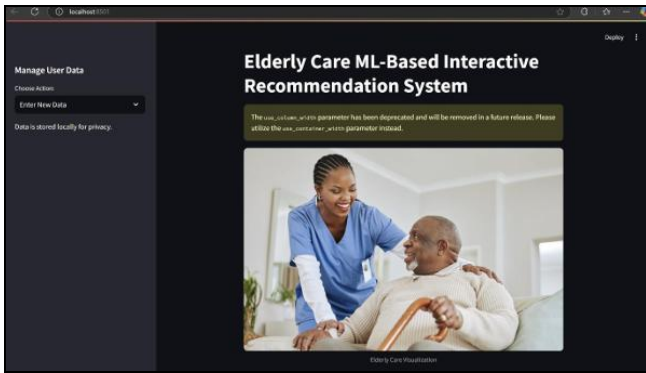 localhost:8501
Deploy
Manage User Data
Choose Action:
Enter New Data
Data is stored locally for privacy.
Elderly Care ML-Based Interactive
Recommendation System
The use_column_width parameter has been deprecated and will be removed in a future release. Please
utilize the use_container_width parameter instead.
Elderly Care Visualization